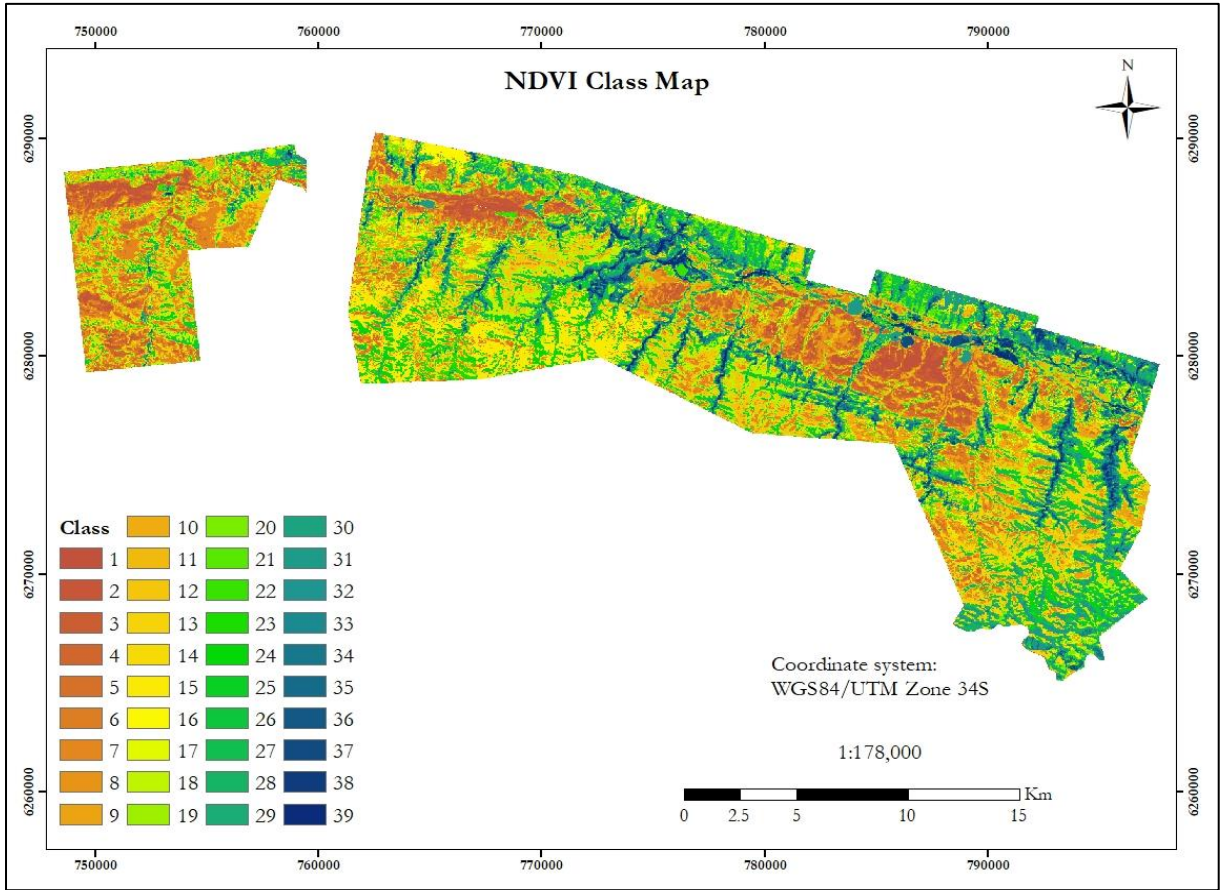 750000 760000 770000 780000 790000
NDVI Class Map
N
6290000 6290000
6280000 6280000
6270000 6270000
6260000 6260000
Class 10 20 30
1 11 21 31
2 12 22 32
3 13 23 33
4 14 24 34
5 15 25 35
6 16 26 36
7 17 27 37
8 18 28 38
9 19 29 39
Coordinate system:
WGS84/UTM Zone 34S
1:178,000
Km
0 2.5 5 10 15
750000 760000 770000 780000 790000